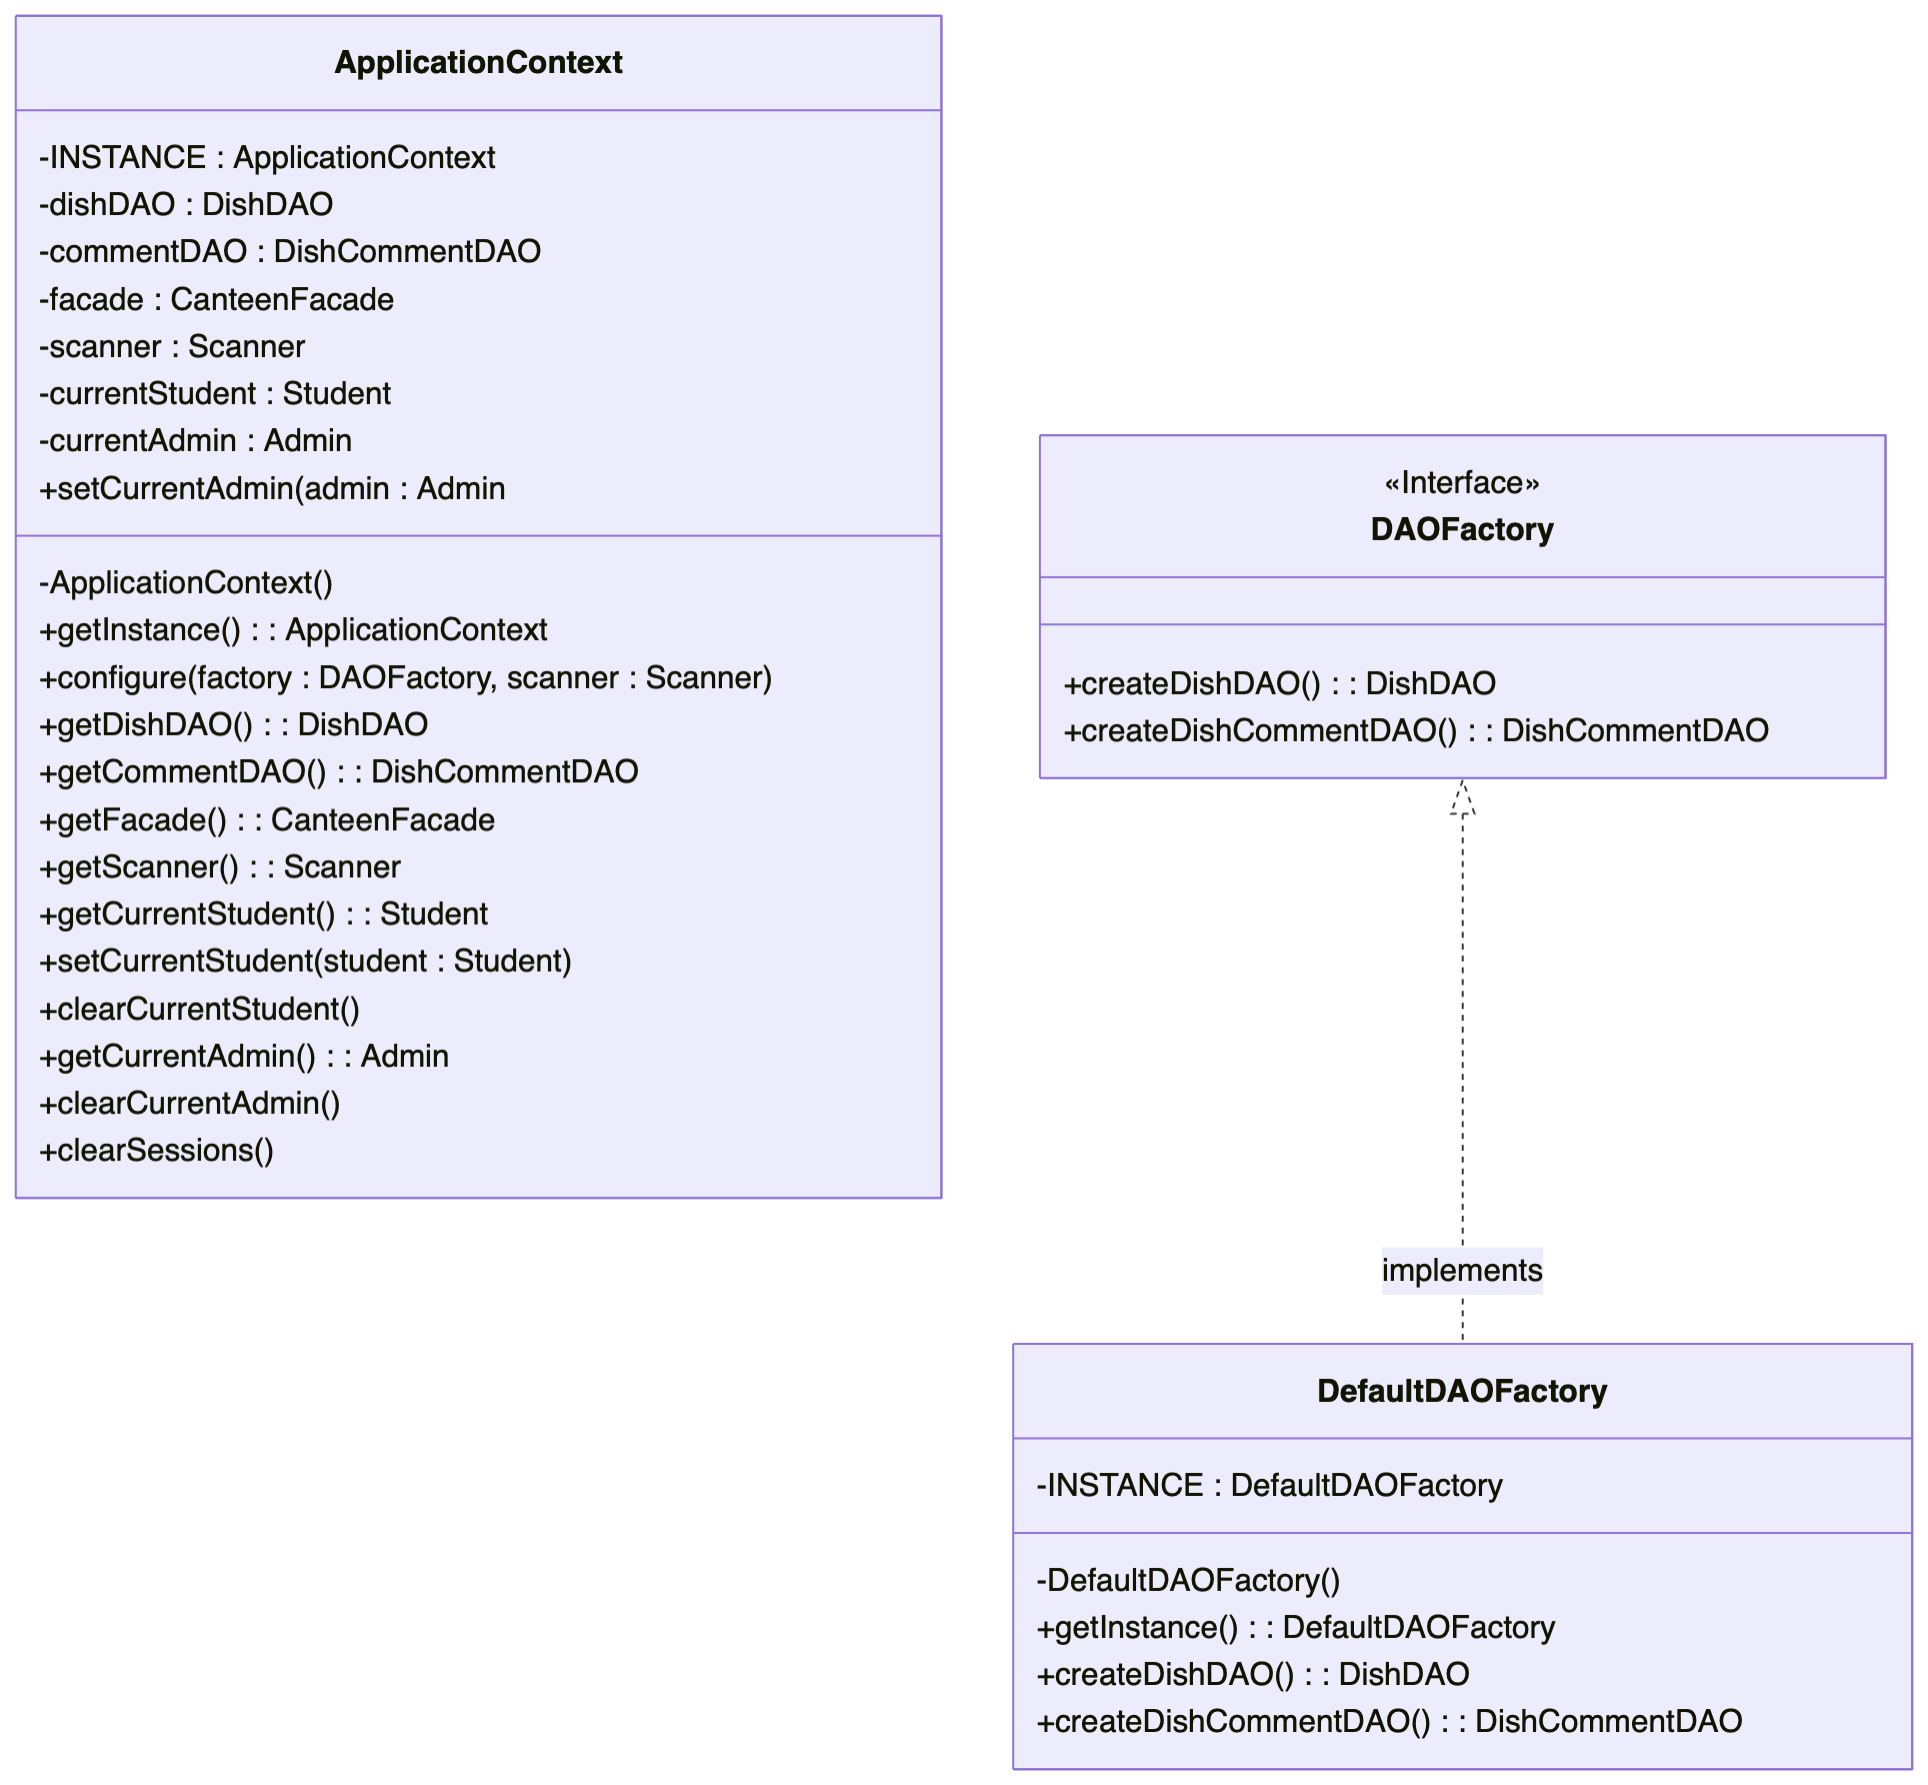 ApplicationContext
-INSTANCE : ApplicationContext
-dishDAO : DishDAO
-commentDAO : DishCommentDAO
-facade : CanteenFacade
-scanner : Scanner
-currentStudent : Student
-currentAdmin : Admin
+setCurrentAdmin(admin : Admin
-ApplicationContext()
+getInstance() : : ApplicationContext
+configure(factory : DAOFactory, scanner : Scanner)
+getDishDAO() : : DishDAO
+getCommentDAO() : : DishCommentDAO
+getFacade() : : CanteenFacade
+getScanner() : : Scanner
+getCurrentStudent() : : Student
+setCurrentStudent(student : Student)
+clearCurrentStudent()
+getCurrentAdmin() : : Admin
+clearCurrentAdmin()
+clearSessions()
«Interface»
DAOFactory
+createDishDAO() : : DishDAO
+createDishCommentDAO() : : DishCommentDAO
implements
DefaultDAOFactory
-INSTANCE : DefaultDAOFactory
-DefaultDAOFactory()
+getInstance() : : DefaultDAOFactory
+createDishDAO() : : DishDAO
+createDishCommentDAO() : : DishCommentDAO